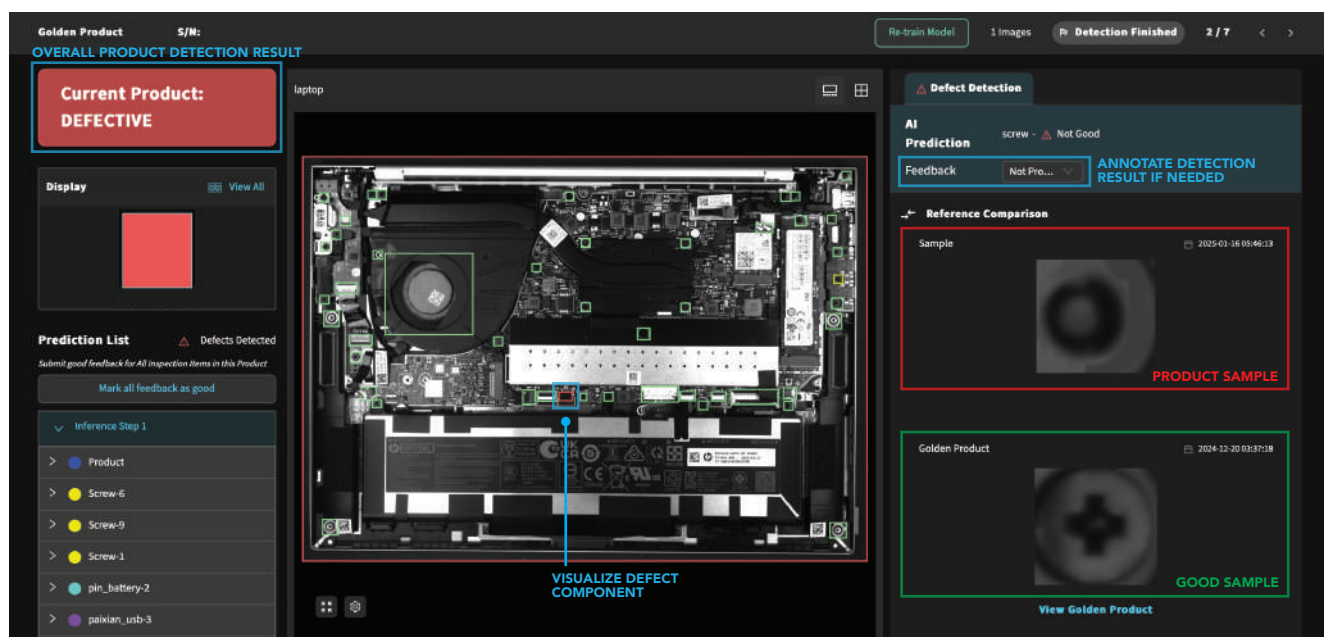 Golden Product S/N:
Re-train Model 1 Images Detection Finished 2 / 7
OVERALL PRODUCT DETECTION RESULT
Current Product:
DEFECTIVE
Display View All
Prediction List Defects Detected
Submit good feedback for All Inspection Items in this Product
Mark all feedback as good
Inference Step 1
Product
Screw-6
Screw-9
Screw-1
pin_battery-2
paixian_usb-3
laptop
VISUALIZE DEFECT
COMPONENT
Defect Detection
AI
Prediction
screw - Not Good
Feedback Not Pro...
ANNOTATE DETECTION
RESULT IF NEEDED
Reference Comparison
Sample 2025-01-16 05:46:13
PRODUCT SAMPLE
Golden Product 2024-12-20 03:37:18
GOOD SAMPLE
View Golden Product